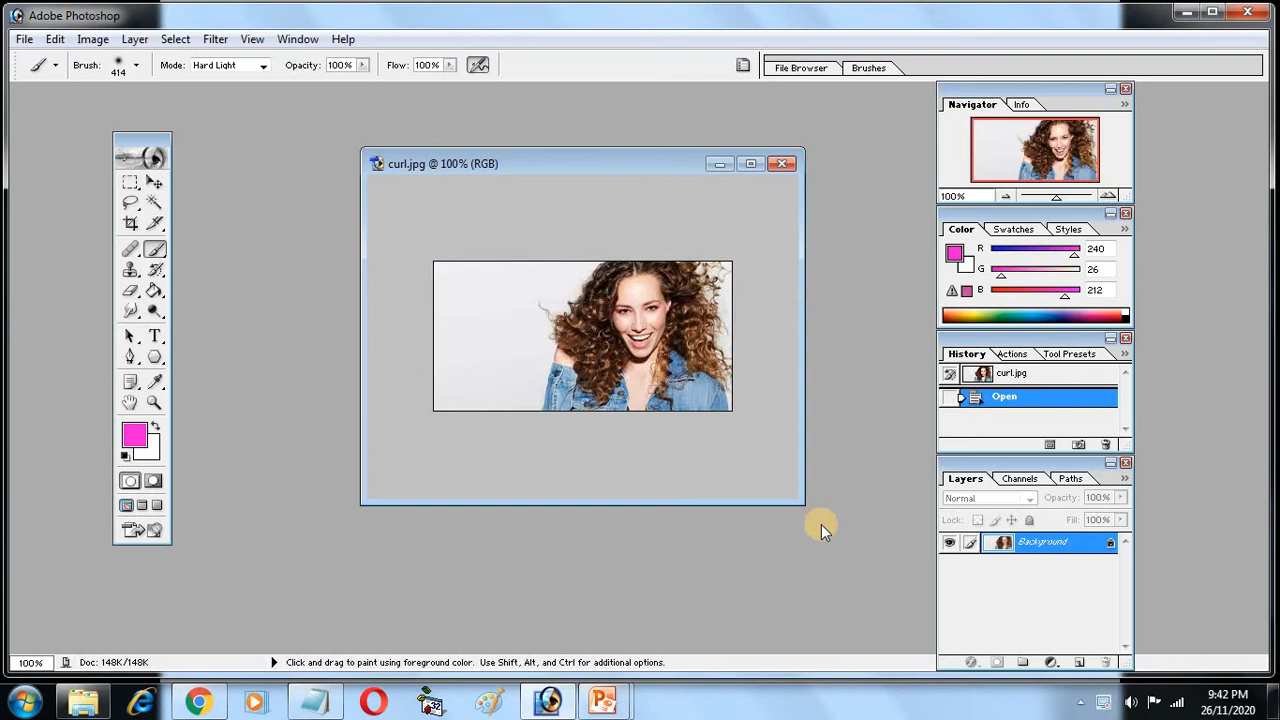 Adobe Photoshop
File Edit Image Layer Select Filter View Window Help
Brush: 414 Mode: Hard Light Opacity: 100% Flow: 100% File Browser Brushes
Navigator Info
curl.jpg @ 100% (RGB)
100%
Color Swatches Styles
R 240
G 26
B 212
History Actions Tool Presets
curl.jpg
Open
Layers Channels Paths
Normal Opacity: 100%
Lock: Fill: 100%
Background
100% Doc: 148K/148K Click and drag to paint using foreground color. Use Shift, Alt, and Ctrl for additional options.
9:42 PM
26/11/2020